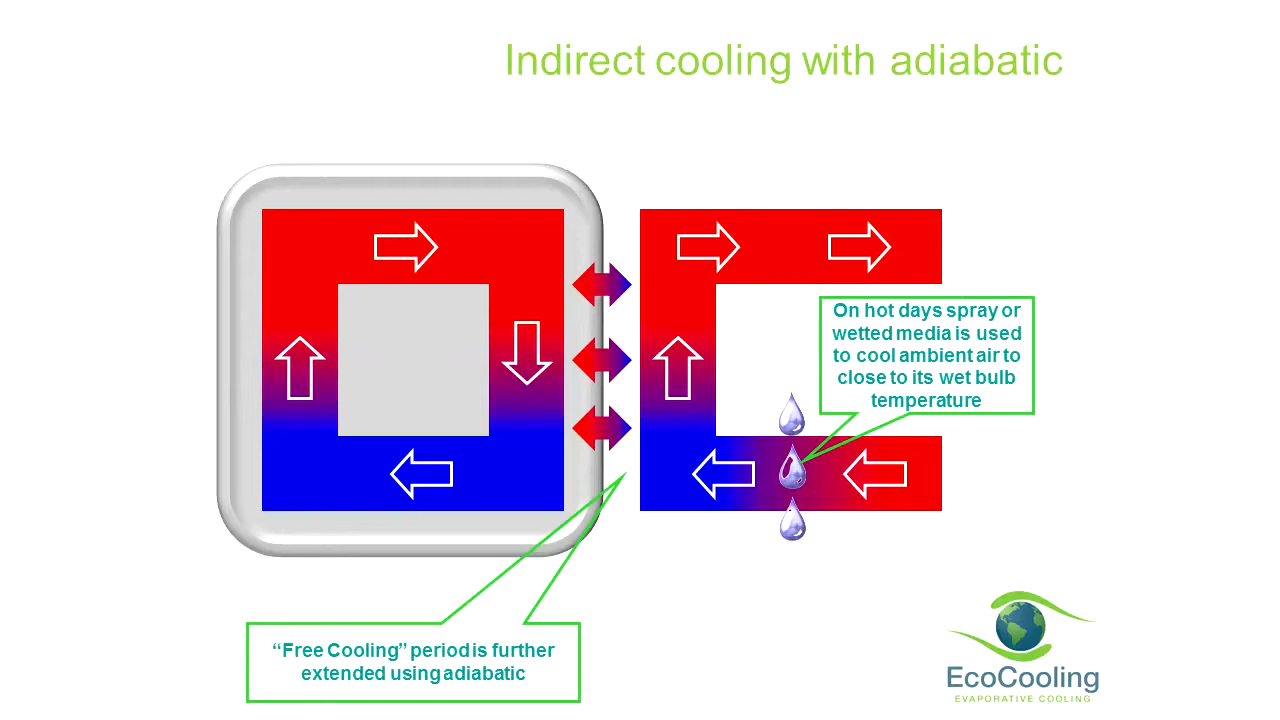 Indirect cooling with adiabatic
On hot days spray or
wetted media is used
to cool ambient air to
close to its wet bulb
temperature
“Free Cooling” period is further
extended using adiabatic
EcoCooling
EVAPORATIVE COOLING